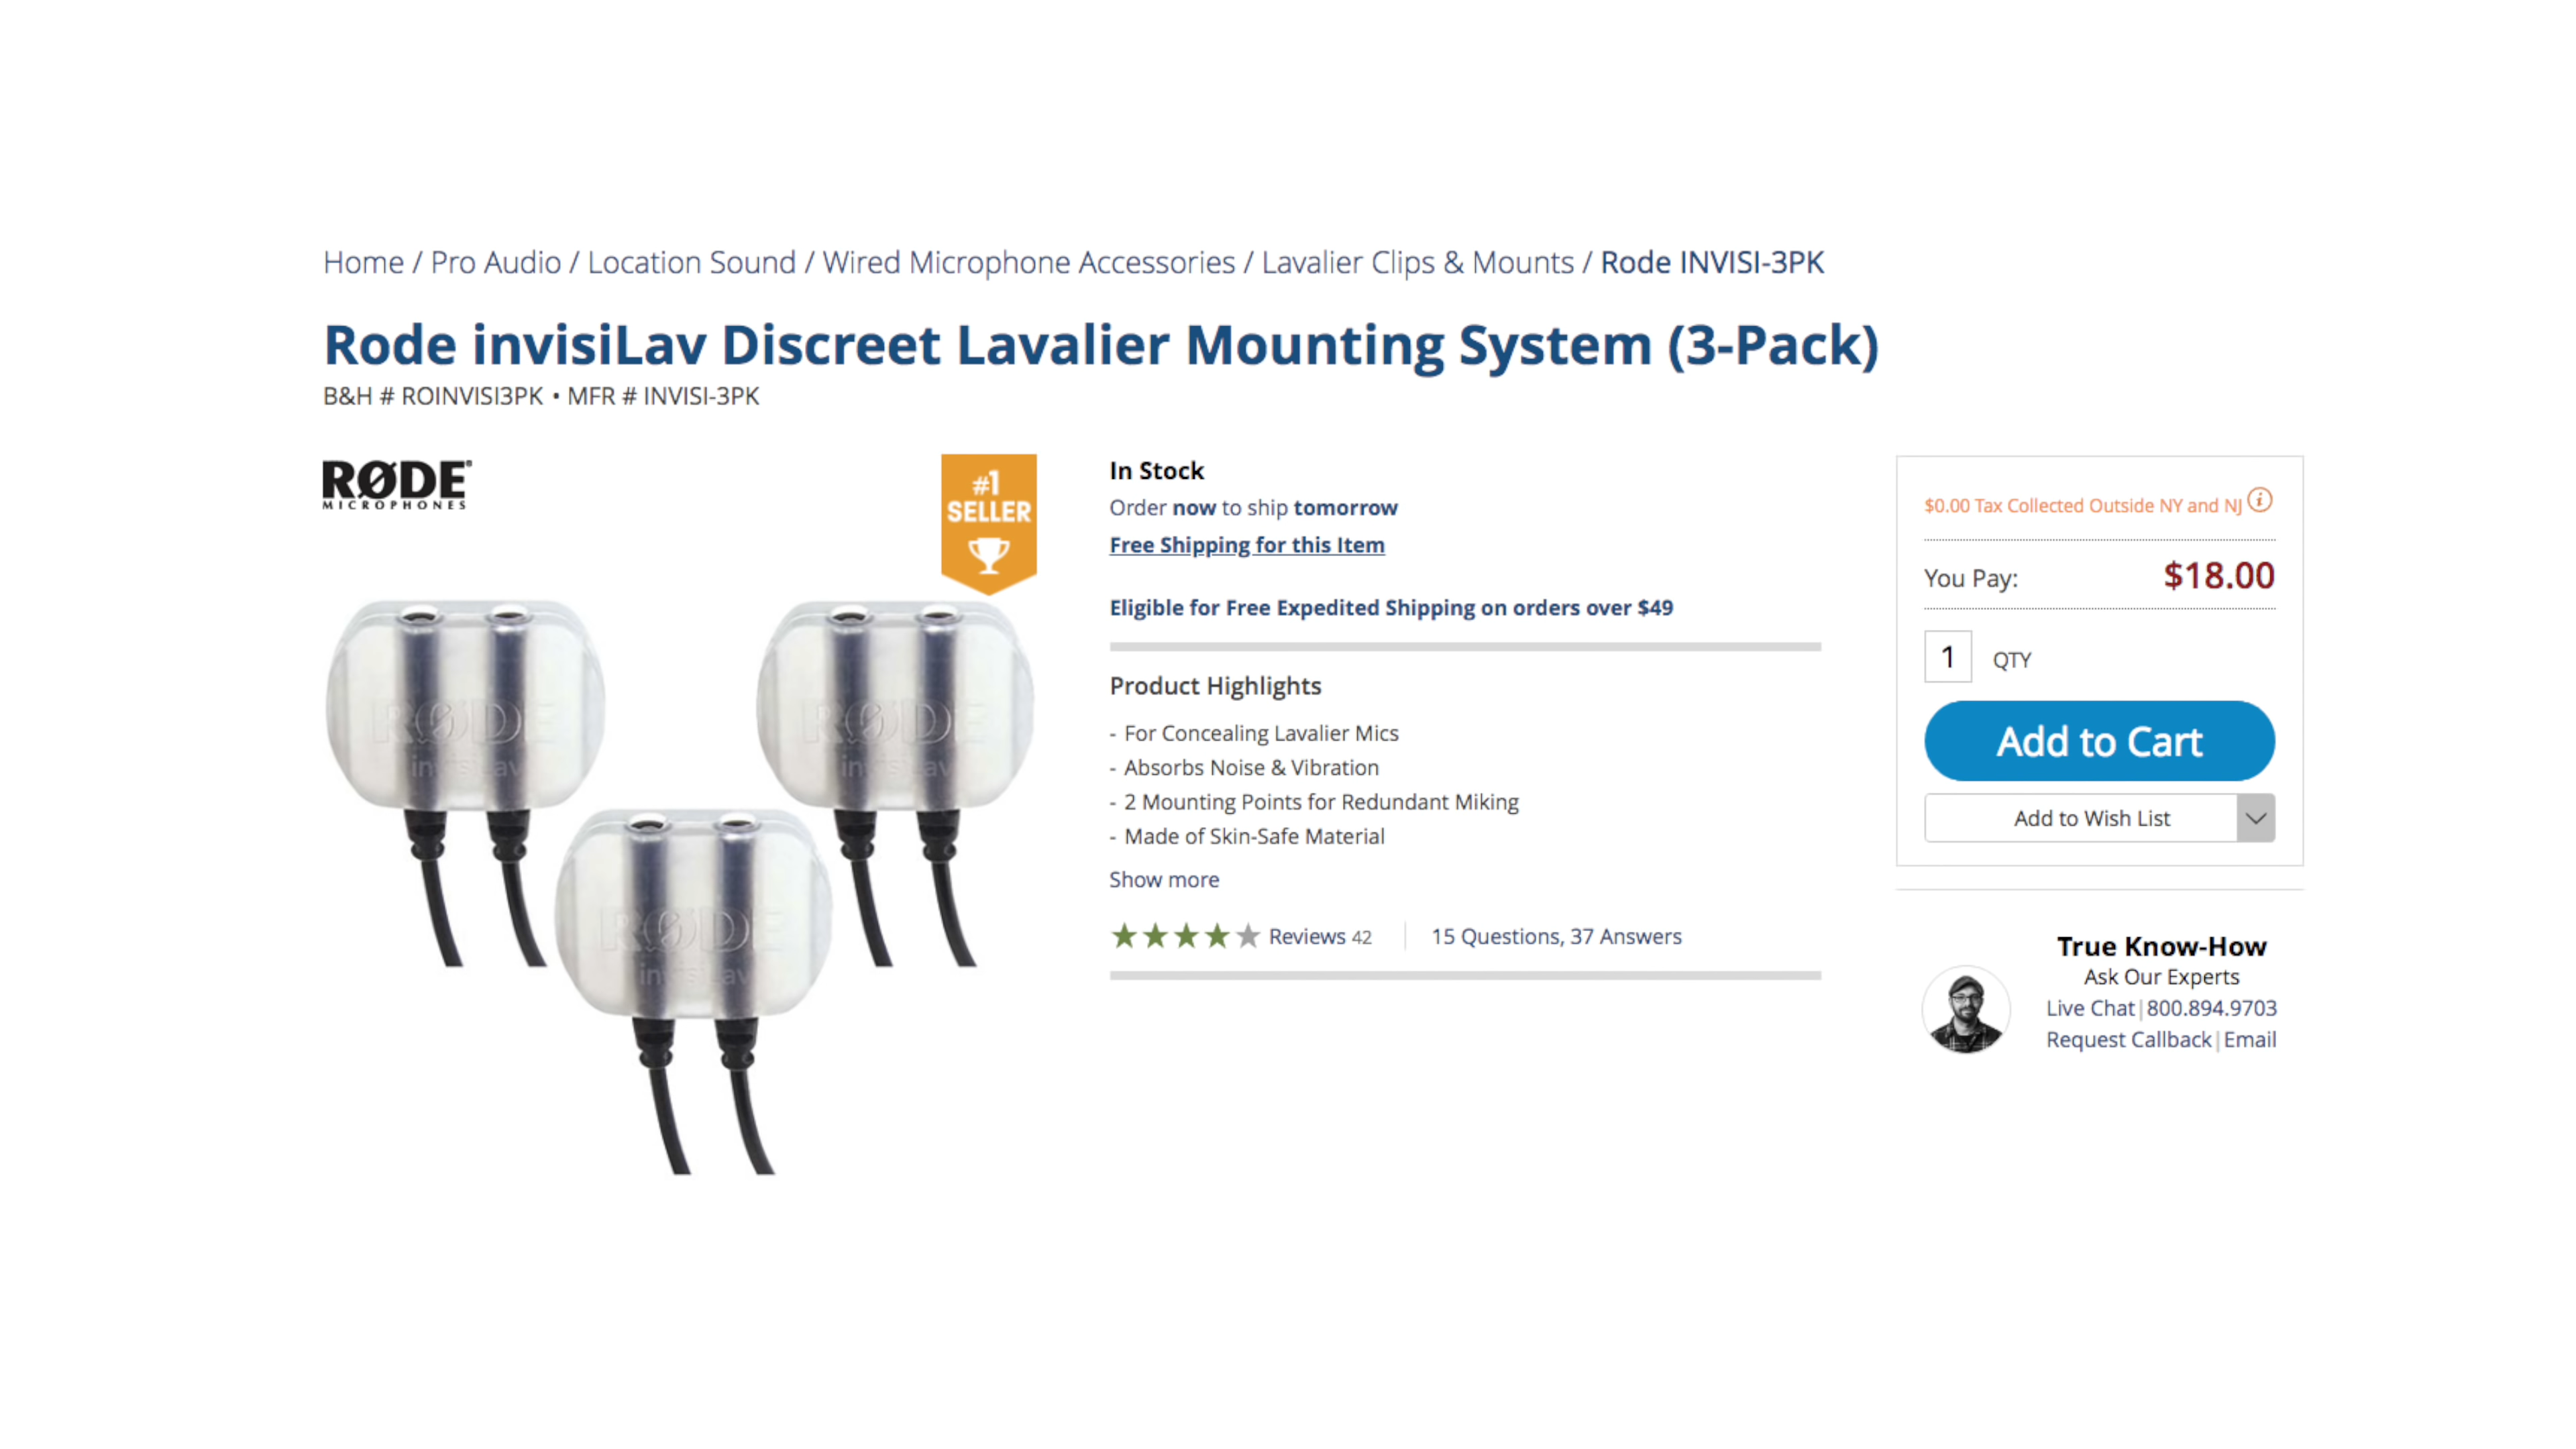 Home / Pro Audio / Location Sound / Wired Microphone Accessories / Lavalier Clips & Mounts / Rode INVISI-3PK
Rode invisiLav Discreet Lavalier Mounting System (3-Pack)
B&H # ROINVISI3PK • MFR # INVISI-3PK
RØDE®
MICROPHONES
#1
SELLER
RØDE
invisiLav
RØDE
invisiLav
RØDE
invisiLav
In Stock
Order now to ship tomorrow
Free Shipping for this Item
Eligible for Free Expedited Shipping on orders over $49
Product Highlights
- For Concealing Lavalier Mics
- Absorbs Noise & Vibration
- 2 Mounting Points for Redundant Miking
- Made of Skin-Safe Material
Show more
Reviews 42
15 Questions, 37 Answers
$0.00 Tax Collected Outside NY and NJ i
You Pay: $18.00
1 QTY
Add to Cart
Add to Wish List
True Know-How
Ask Our Experts
Live Chat | 800.894.9703
Request Callback | Email